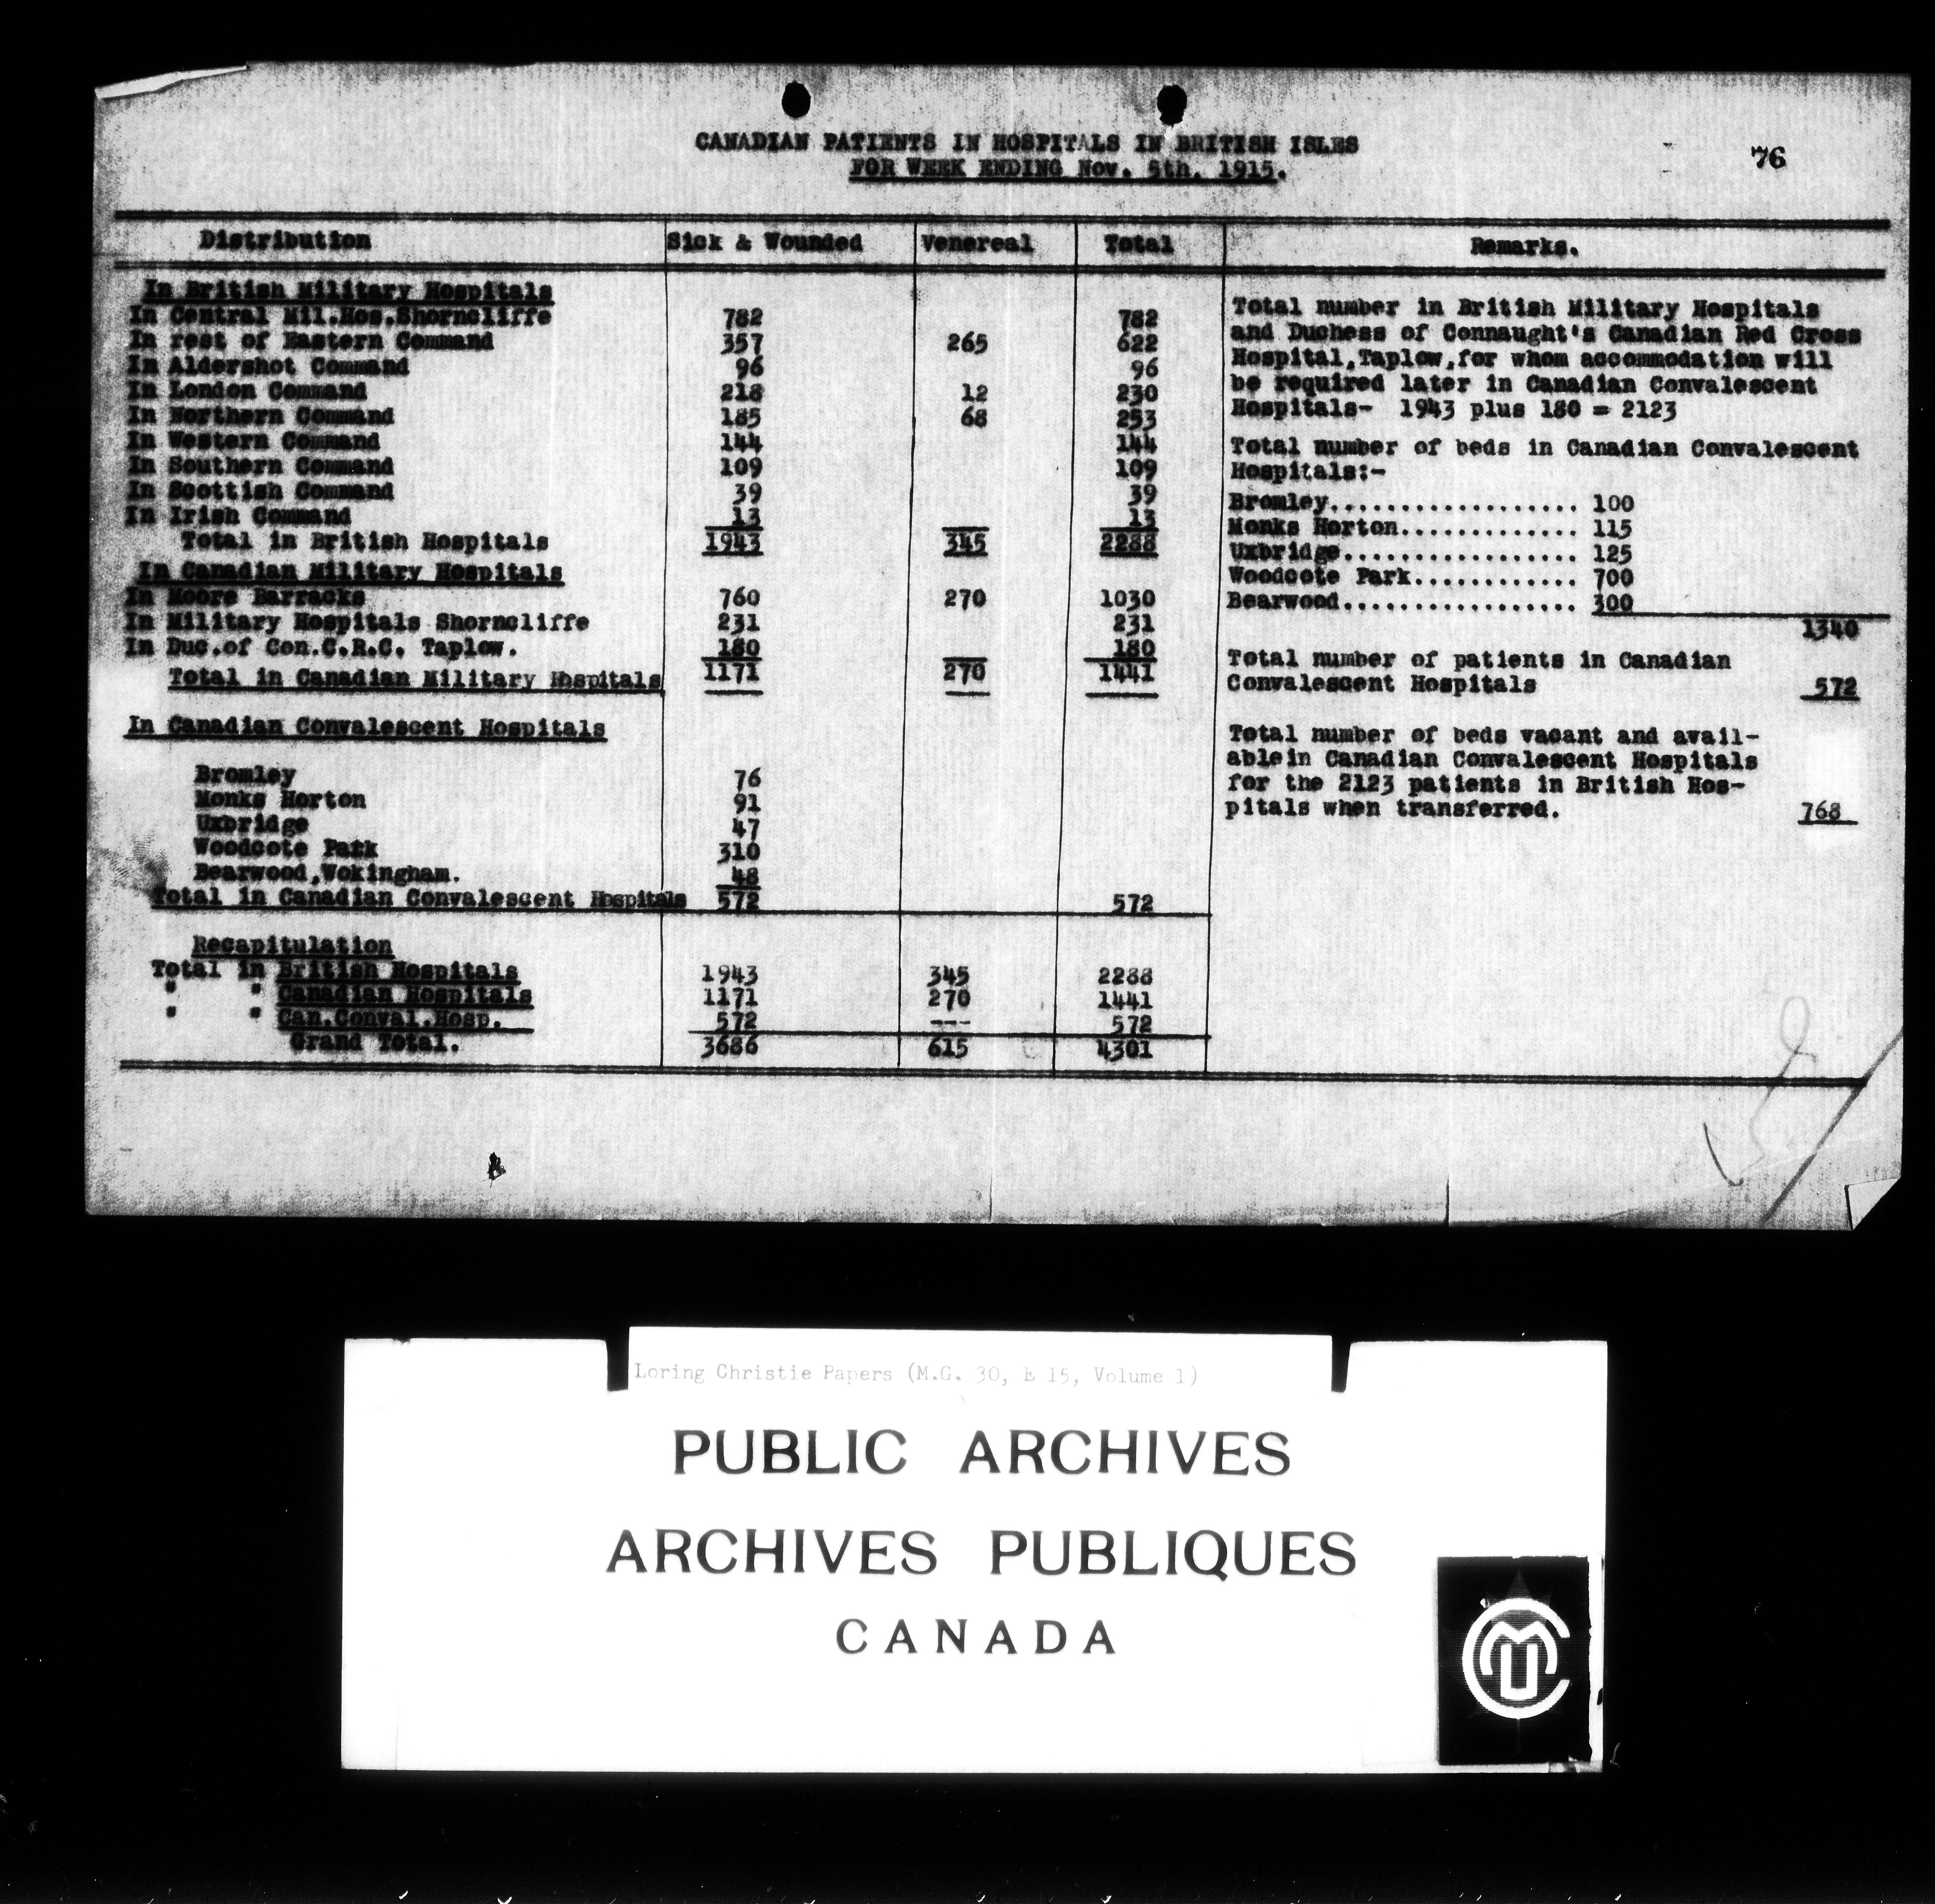 CANADIAN PATIENTS IN HOSPITALS IN BRITISH ISLES
FOR WEEK ENDING Nov. 5th, 1915.
76
Distribution Sick & Wounded Venereal Total Remarks.
In British Military Hospitals
In Central Mil.Hos.Shorncliffe 782 782
In rest of Eastern Command 357 265 622
In Aldershot Command 96 96
In London Command 218 12 230
In Northern Command 185 68 253
In Western Command 144 144
In Southern Command 109 109
In Scottish Command 39 39
In Irish Command 13 13
Total in British Hospitals 1943 345 2288
In Canadian Military Hospitals
In Moore Barracks 760 270 1030
In Military Hospitals Shorncliffe 231 231
In Duc.of Con.C.R.C. Taplow. 180 180
Total in Canadian Military Hospitals 1171 270 1441
In Canadian Convalescent Hospitals
Bromley 76
Monks Horton 91
Uxbridge 47
Woodcote Park 310
Bearwood,Wokingham. 48
Total in Canadian Convalescent Hospitals 572 572
Recapitulation
Total in British Hospitals 1943 345 2288
" " Canadian Hospitals 1171 270 1441
" " Can.Conval.Hosp. 572 --- 572
Grand Total. 3686 615 4301
Total number in British Military Hospitals
and Duchess of Connaught's Canadian Red Cross
Hospital,Taplow,for whom accommodation will
be required later in Canadian Convalescent
Hospitals- 1943 plus 180 = 2123
Total number of beds in Canadian Convalescent
Hospitals:-
Bromley................... 100
Monks Horton............. 115
Uxbridge................. 125
Woodcote Park............ 700
Bearwood................. 300
1340
Total number of patients in Canadian
Convalescent Hospitals 572
Total number of beds vacant and avail-
ablein Canadian Convalescent Hospitals
for the 2123 patients in British Hos-
pitals when transferred. 768
Loring Christie Papers (M.G. 30, E 15, Volume 1)
PUBLIC ARCHIVES
ARCHIVES PUBLIQUES
CANADA